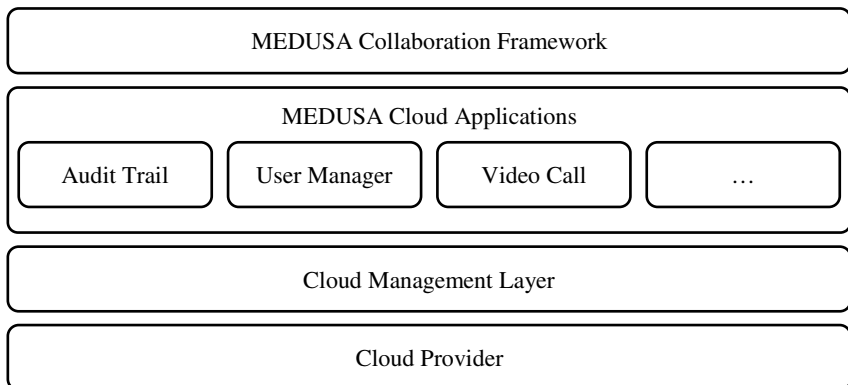 MEDUSA Collaboration Framework
MEDUSA Cloud Applications
Audit Trail
User Manager
Video Call
…
Cloud Management Layer
Cloud Provider